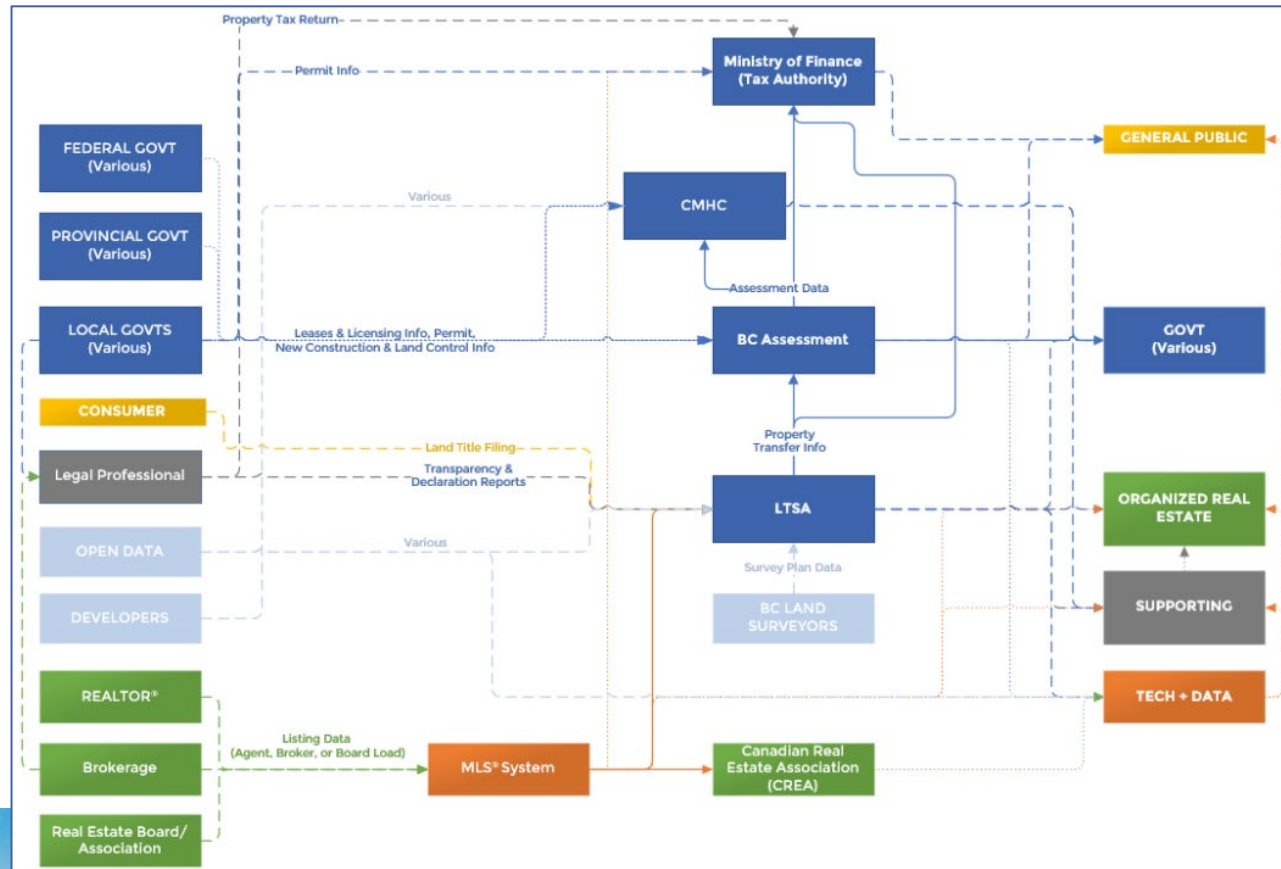 Property Tax Return
Ministry of Finance
(Tax Authority)
Permit Info
FEDERAL GOVT
(Various)
GENERAL PUBLIC
Various
CMHC
PROVINCIAL GOVT
(Various)
Assessment Data
LOCAL GOVTS
(Various)
Leases & Licensing Info, Permit,
New Construction & Land Control Info
BC Assessment
GOVT
(Various)
CONSUMER
Land Title Filing
Property
Transfer Info
Legal Professional
Transparency &
Declaration Reports
LTSA
ORGANIZED REAL
ESTATE
OPEN DATA
Various
Survey Plan Data
DEVELOPERS
BC LAND
SURVEYORS
SUPPORTING
REALTOR®
TECH + DATA
Listing Data
(Agent, Broker, or Board Load)
Brokerage
MLS® System
Canadian Real
Estate Association
(CREA)
Real Estate Board/
Association